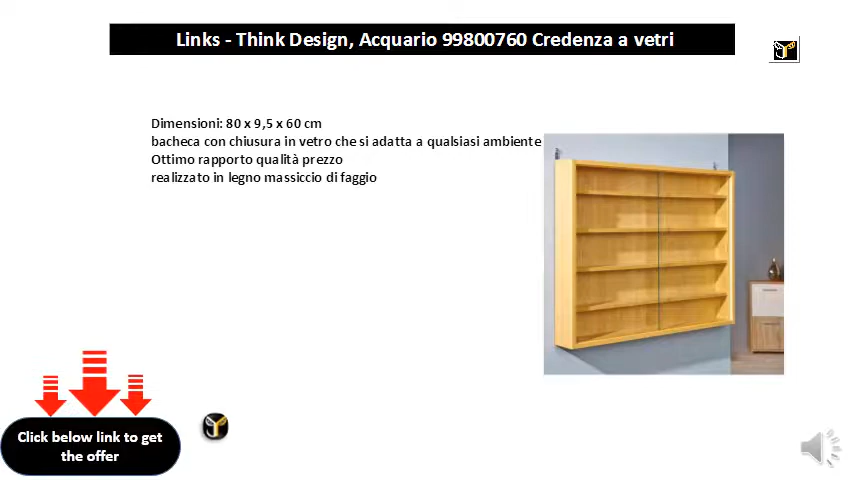 Links - Think Design, Acquario 99800760 Credenza a vetri
Dimensioni: 80 x 9,5 x 60 cm
bacheca con chiusura in vetro che si adatta a qualsiasi ambiente
Ottimo rapporto qualità prezzo
realizzato in legno massiccio di faggio
Click below link to get
the offer